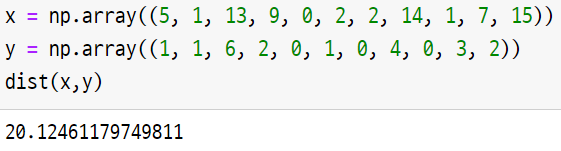 x = np.array((5, 1, 13, 9, 0, 2, 2, 14, 1, 7, 15))
y = np.array((1, 1, 6, 2, 0, 1, 0, 4, 0, 3, 2))
dist(x,y)
20.12461179749811